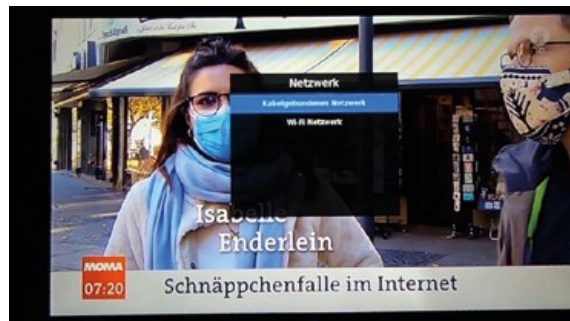 Netzwerk
Kabelgebundenes Netzwerk
Wi-Fi Netzwerk
Isabelle
Enderlein
MOMA
07:20
Schnäppchenfalle im Internet